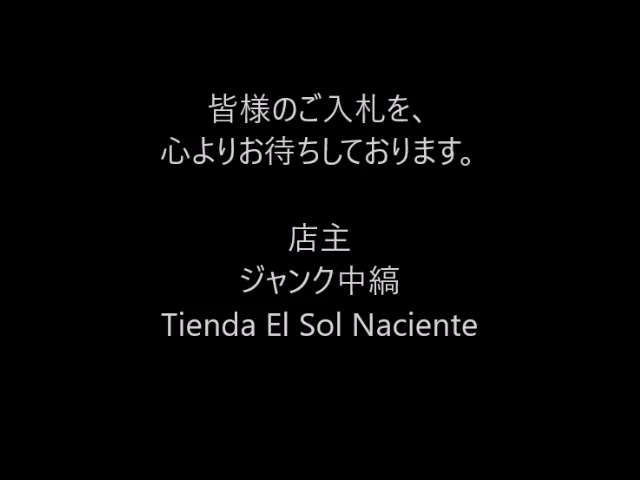 皆様のご入札を、
心よりお待ちしております。
店主
ジャンク中縞
Tienda El Sol Naciente